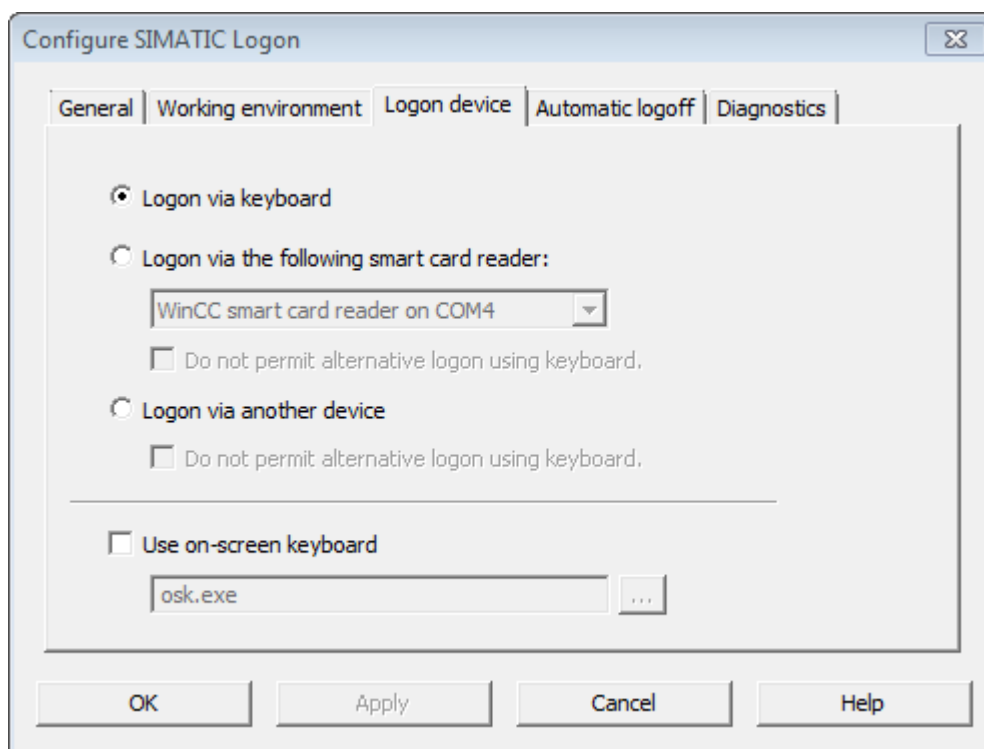 Configure SIMATIC Logon
General Working environment Logon device Automatic logoff Diagnostics
Logon via keyboard
Logon via the following smart card reader:
WinCC smart card reader on COM4
Do not permit alternative logon using keyboard.
Logon via another device
Do not permit alternative logon using keyboard.
Use on-screen keyboard
osk.exe ...
OK Apply Cancel Help